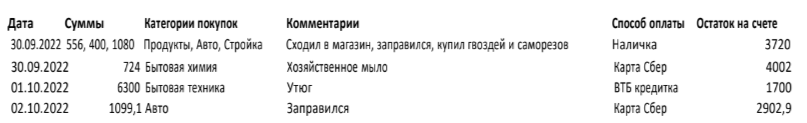 Дата Суммы Категории покупок Комментарии Способ оплаты Остаток на счете
30.09.2022 556, 400, 1080 Продукты, Авто, Стройка Сходил в магазин, заправился, купил гвоздей и саморезов Наличка 3720
30.09.2022 724 Бытовая химия Хозяйственное мыло Карта Сбер 4002
01.10.2022 6300 Бытовая техника Утюг ВТБ кредитка 1700
02.10.2022 1099,1 Авто Заправился Карта Сбер 2902,9